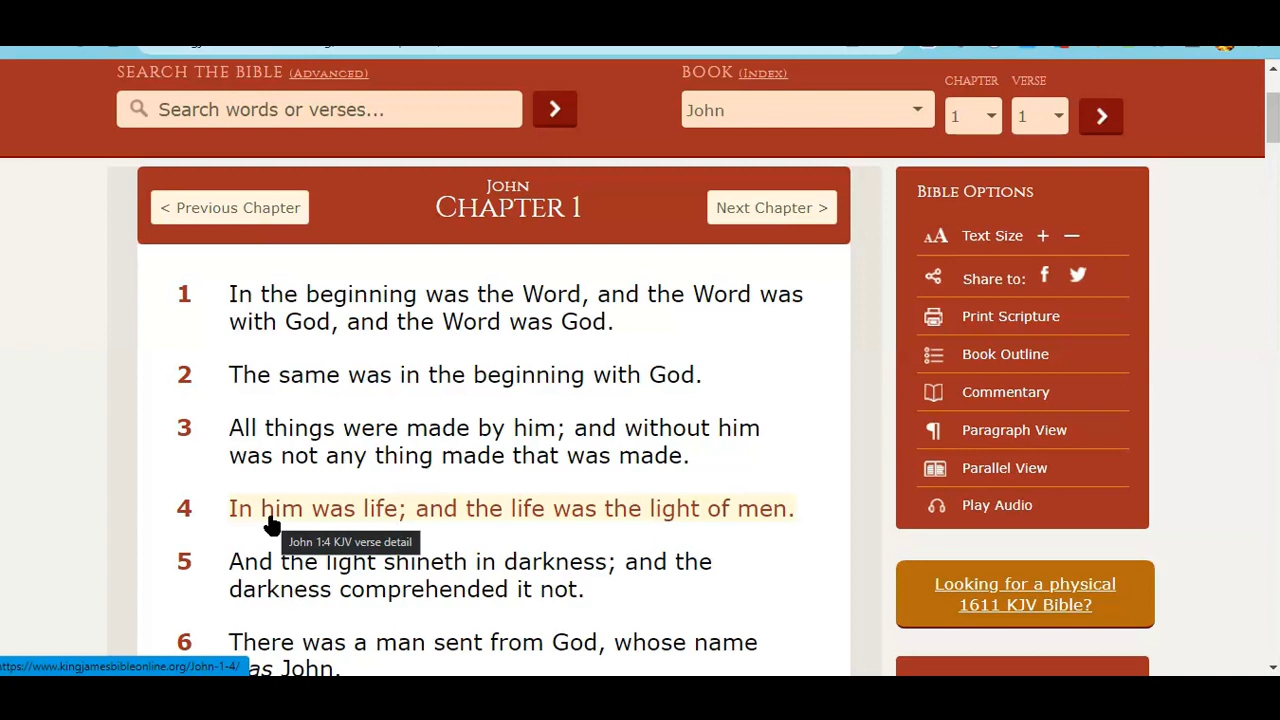 SEARCH THE BIBLE (ADVANCED)
BOOK (INDEX)
CHAPTER
VERSE
Search words or verses...
John
1
1
< Previous Chapter
JOHN
CHAPTER 1
Next Chapter >
BIBLE OPTIONS
AA Text Size + −
Share to: f
Print Scripture
Book Outline
Commentary
Paragraph View
Parallel View
Play Audio
1 In the beginning was the Word, and the Word was
with God, and the Word was God.
2 The same was in the beginning with God.
3 All things were made by him; and without him
was not any thing made that was made.
4 In him was life; and the life was the light of men.
John 1:4 KJV verse detail
5 And the light shineth in darkness; and the
darkness comprehended it not.
6 There was a man sent from God, whose name
was John.
Looking for a physical
1611 KJV Bible?
https://www.kingjamesbibleonline.org/John-1-4/